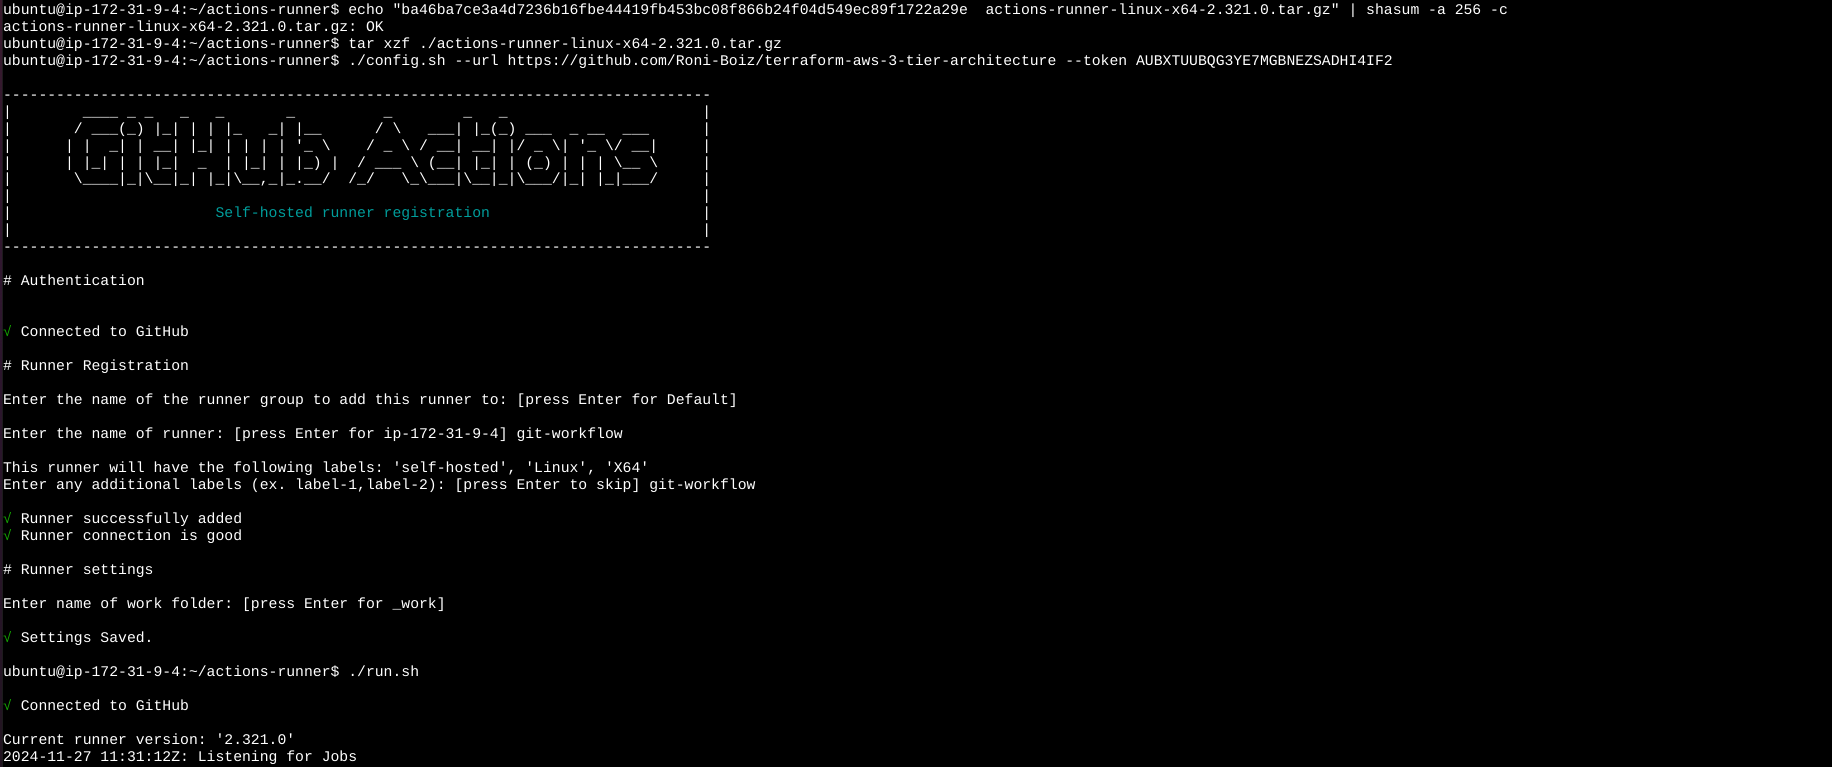 ubuntu@ip-172-31-9-4:~/actions-runner$ echo "ba46ba7ce3a4d7236b16fbe44419fb453bc08f866b24f04d549ec89f1722a29e  actions-runner-linux-x64-2.321.0.tar.gz" | shasum -a 256 -c
actions-runner-linux-x64-2.321.0.tar.gz: OK
ubuntu@ip-172-31-9-4:~/actions-runner$ tar xzf ./actions-runner-linux-x64-2.321.0.tar.gz
ubuntu@ip-172-31-9-4:~/actions-runner$ ./config.sh --url https://github.com/Roni-Boiz/terraform-aws-3-tier-architecture --token AUBXTUUBQG3YE7MGBNEZSADHI4IF2
GitHub Actions
Self-hosted runner registration
# Authentication
√ Connected to GitHub
# Runner Registration
Enter the name of the runner group to add this runner to: [press Enter for Default]
Enter the name of runner: [press Enter for ip-172-31-9-4] git-workflow
This runner will have the following labels: 'self-hosted', 'Linux', 'X64'
Enter any additional labels (ex. label-1,label-2): [press Enter to skip] git-workflow
√ Runner successfully added
√ Runner connection is good
# Runner settings
Enter name of work folder: [press Enter for _work]
√ Settings Saved.
ubuntu@ip-172-31-9-4:~/actions-runner$ ./run.sh
√ Connected to GitHub
Current runner version: '2.321.0'
2024-11-27 11:31:12Z: Listening for Jobs